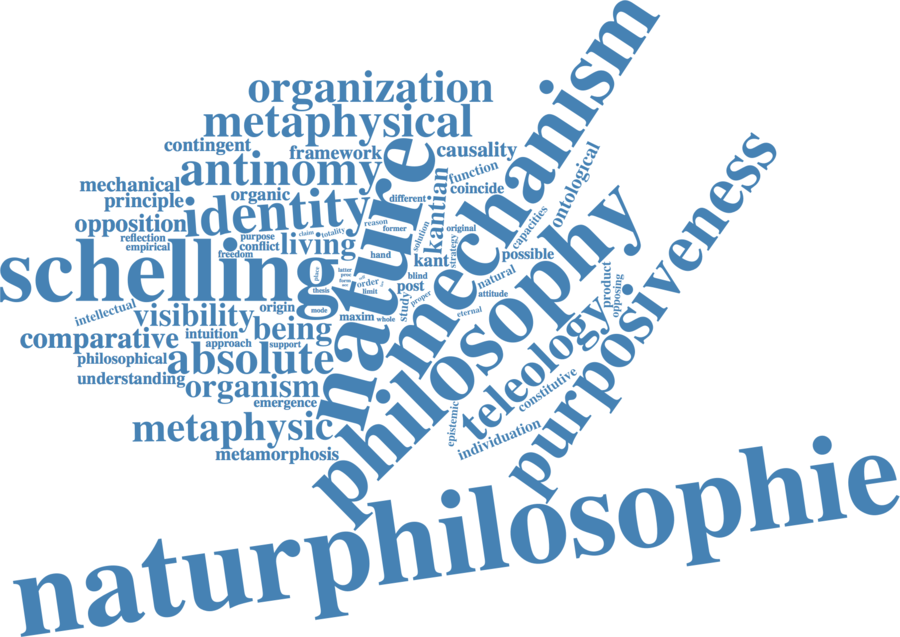 organization
metaphysical
contingent
framework
causality
antinomy
function
mechanical
organic
different
coincide
principle
identity
kantian
ontological
opposition
reflection
purpose
claim
totality
reason
former
solution
original
capacities
empirical
conflict
living
hand
strategy
possible
freedom
kant
schelling
place
latter
form
order
blind
natural
thesis
limit
post
attitude
product
opposing
intellectual
visibility
origin
mode
maxim
whole
study
proper
eternal
comparative
intuition
being
approach
support
philosophical
absolute
understanding
organism
emergence
nature
mechanism
philosophy
teleology
purposiveness
constitutive
epistemic
individuation
metaphysic
metamorphosis
naturphilosophie